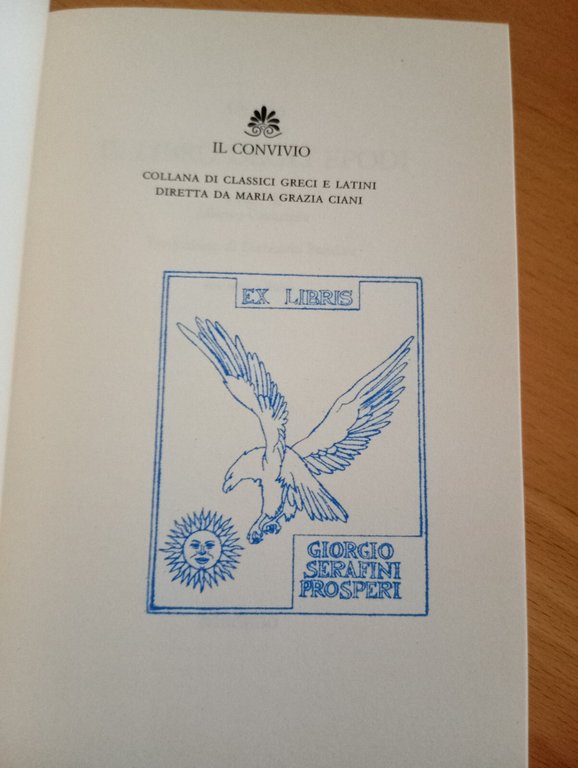 IL CONVIVIO
COLLANA DI CLASSICI GRECI E LATINI
DIRETTA DA MARIA GRAZIA CIANI
EX LIBRIS
GIORGIO
SERAFINI
PROSPERI